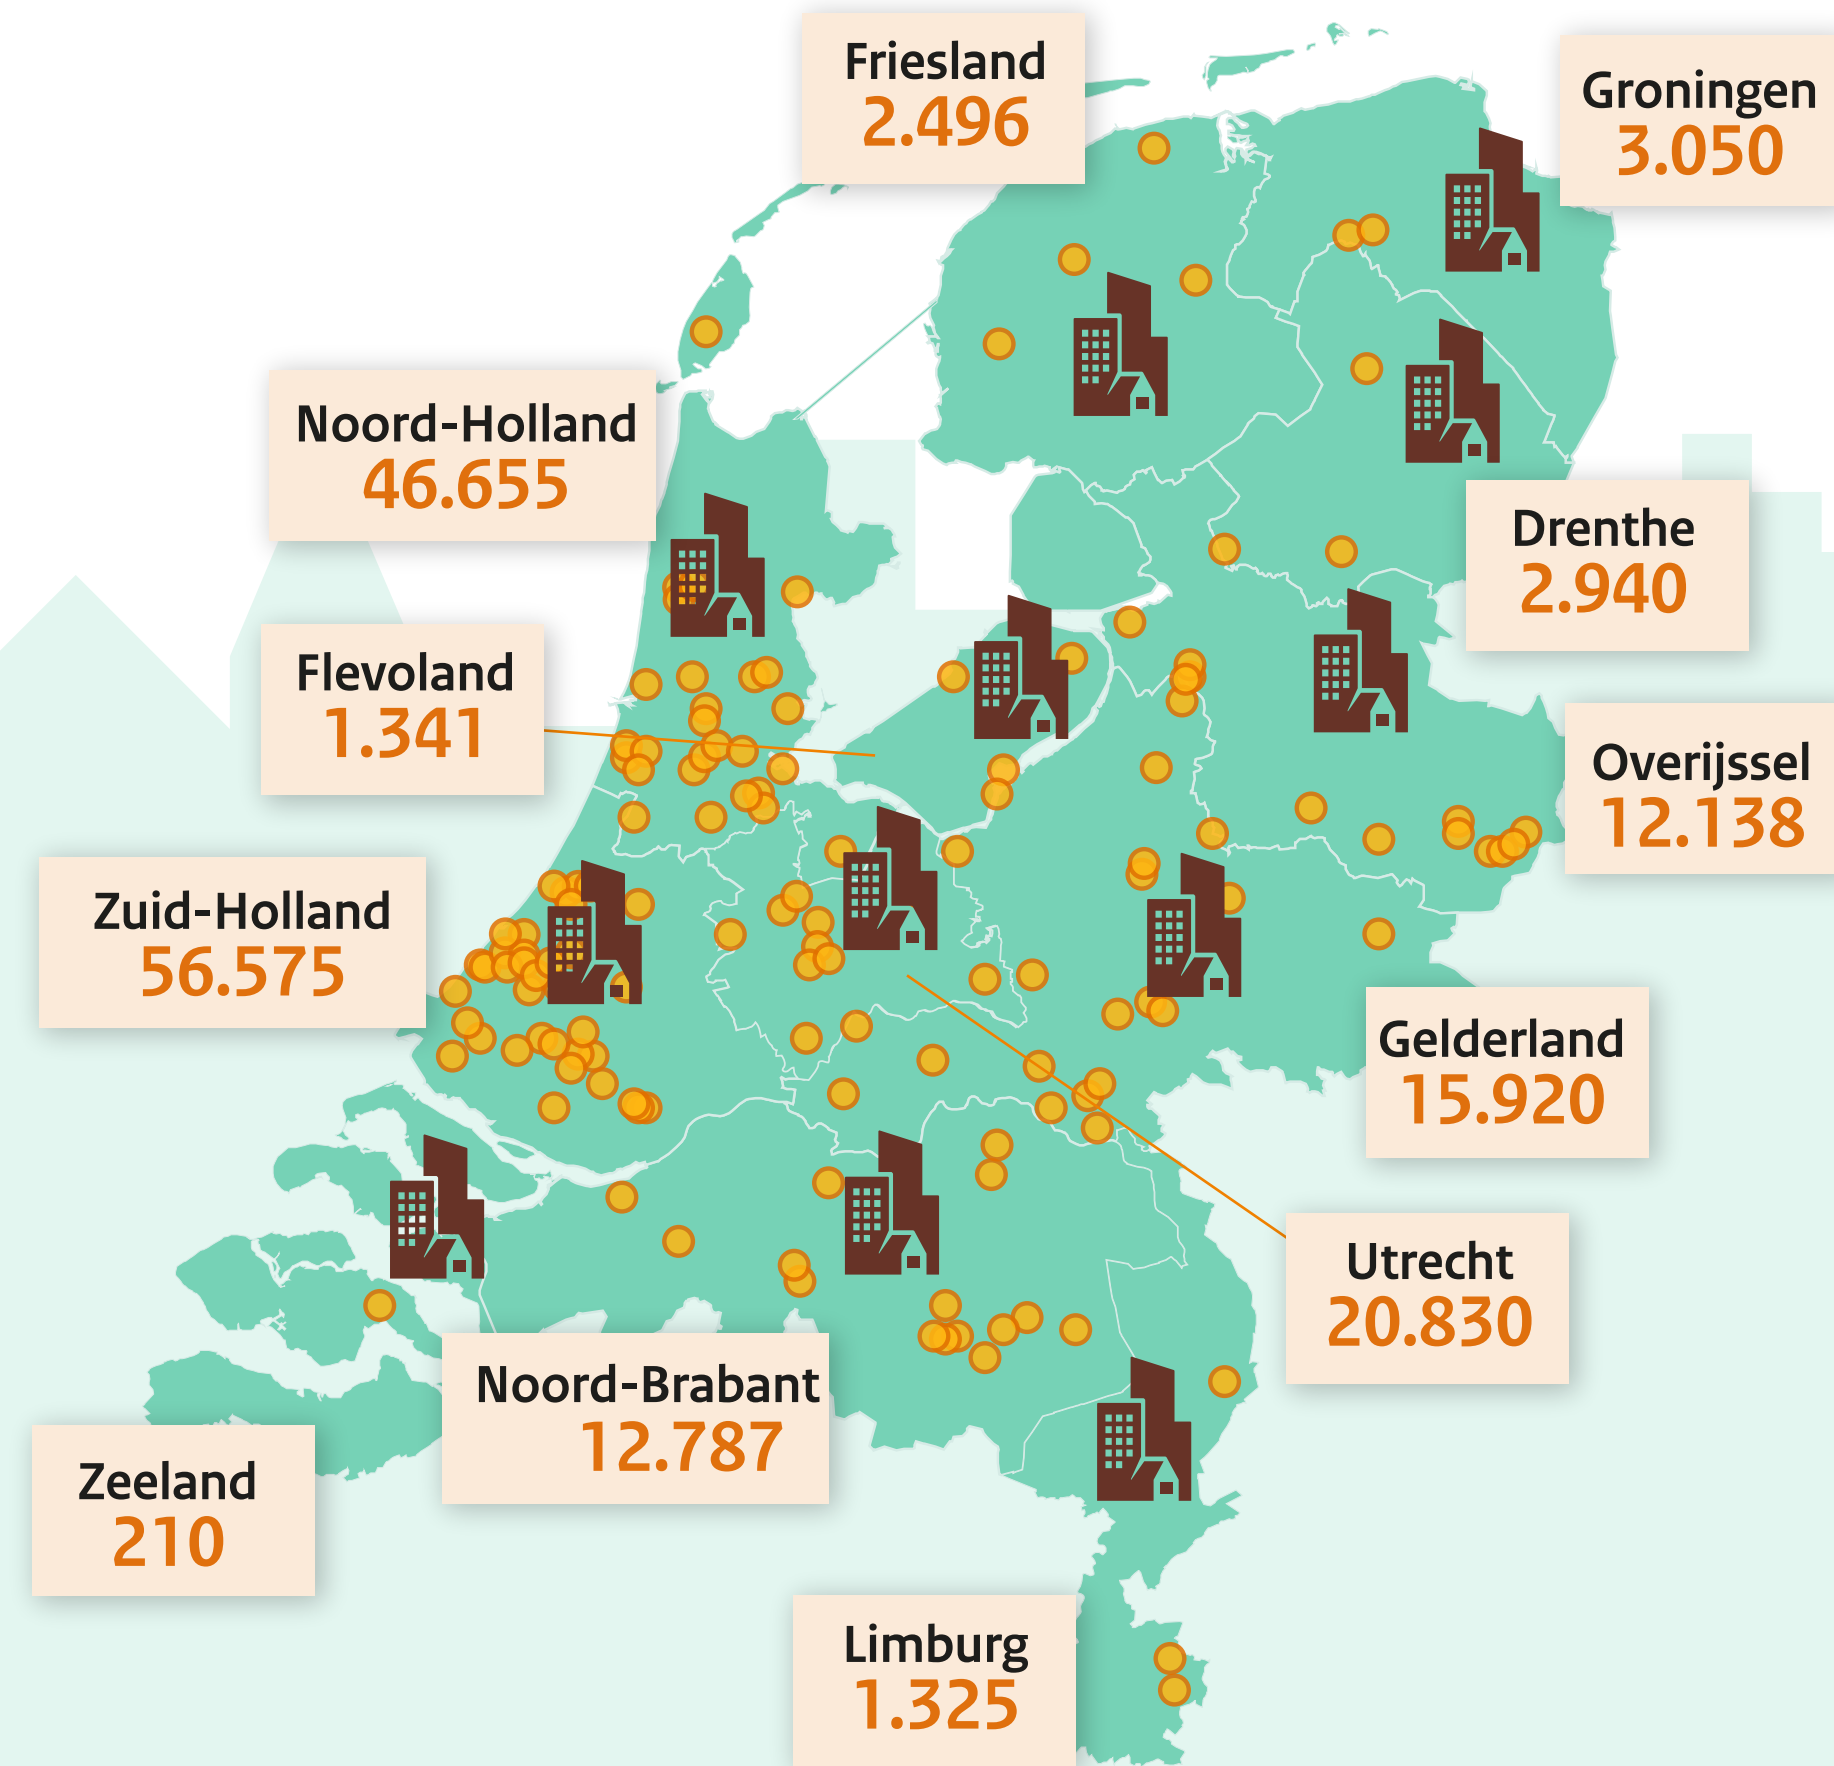 Friesland
2.496
Groningen
3.050
Noord-Holland
46.655
Drenthe
2.940
Flevoland
1.341
Overijssel
12.138
Zuid-Holland
56.575
Gelderland
15.920
Utrecht
20.830
Noord-Brabant
12.787
Zeeland
210
Limburg
1.325